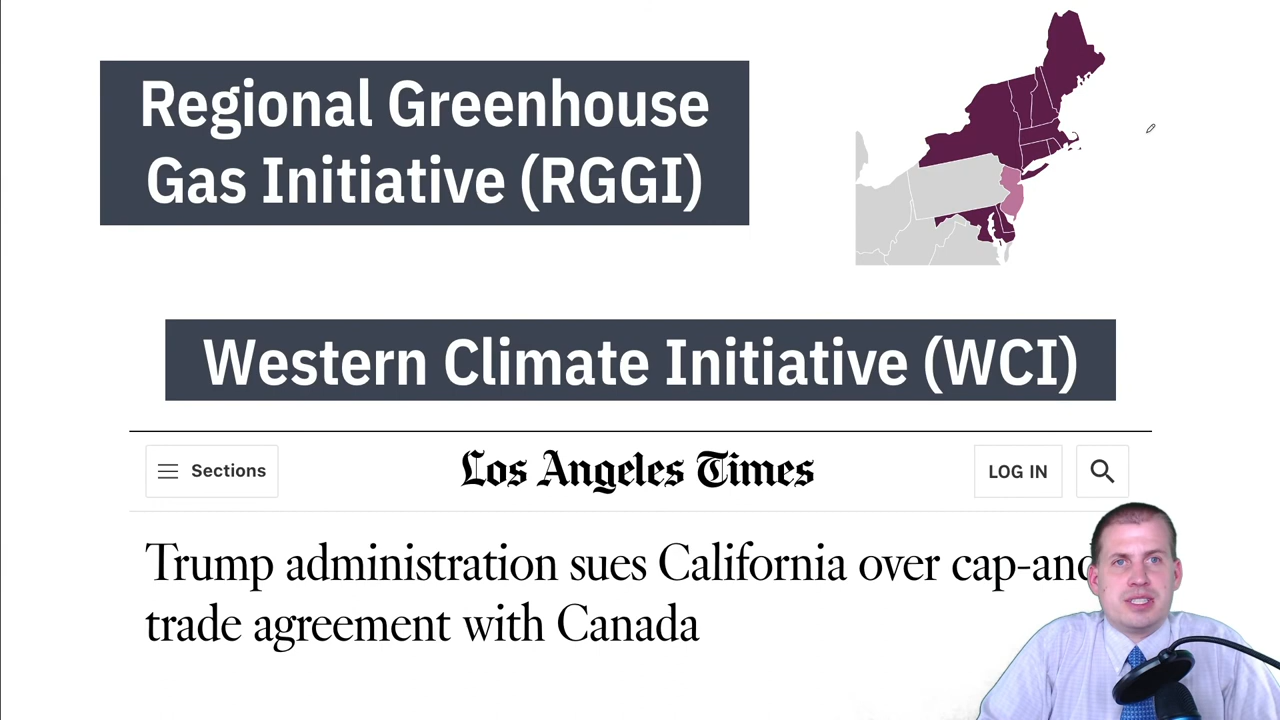 Regional Greenhouse
Gas Initiative (RGGI)
Western Climate Initiative (WCI)
Sections
Los Angeles Times
LOG IN
Trump administration sues California over cap-and
trade agreement with Canada